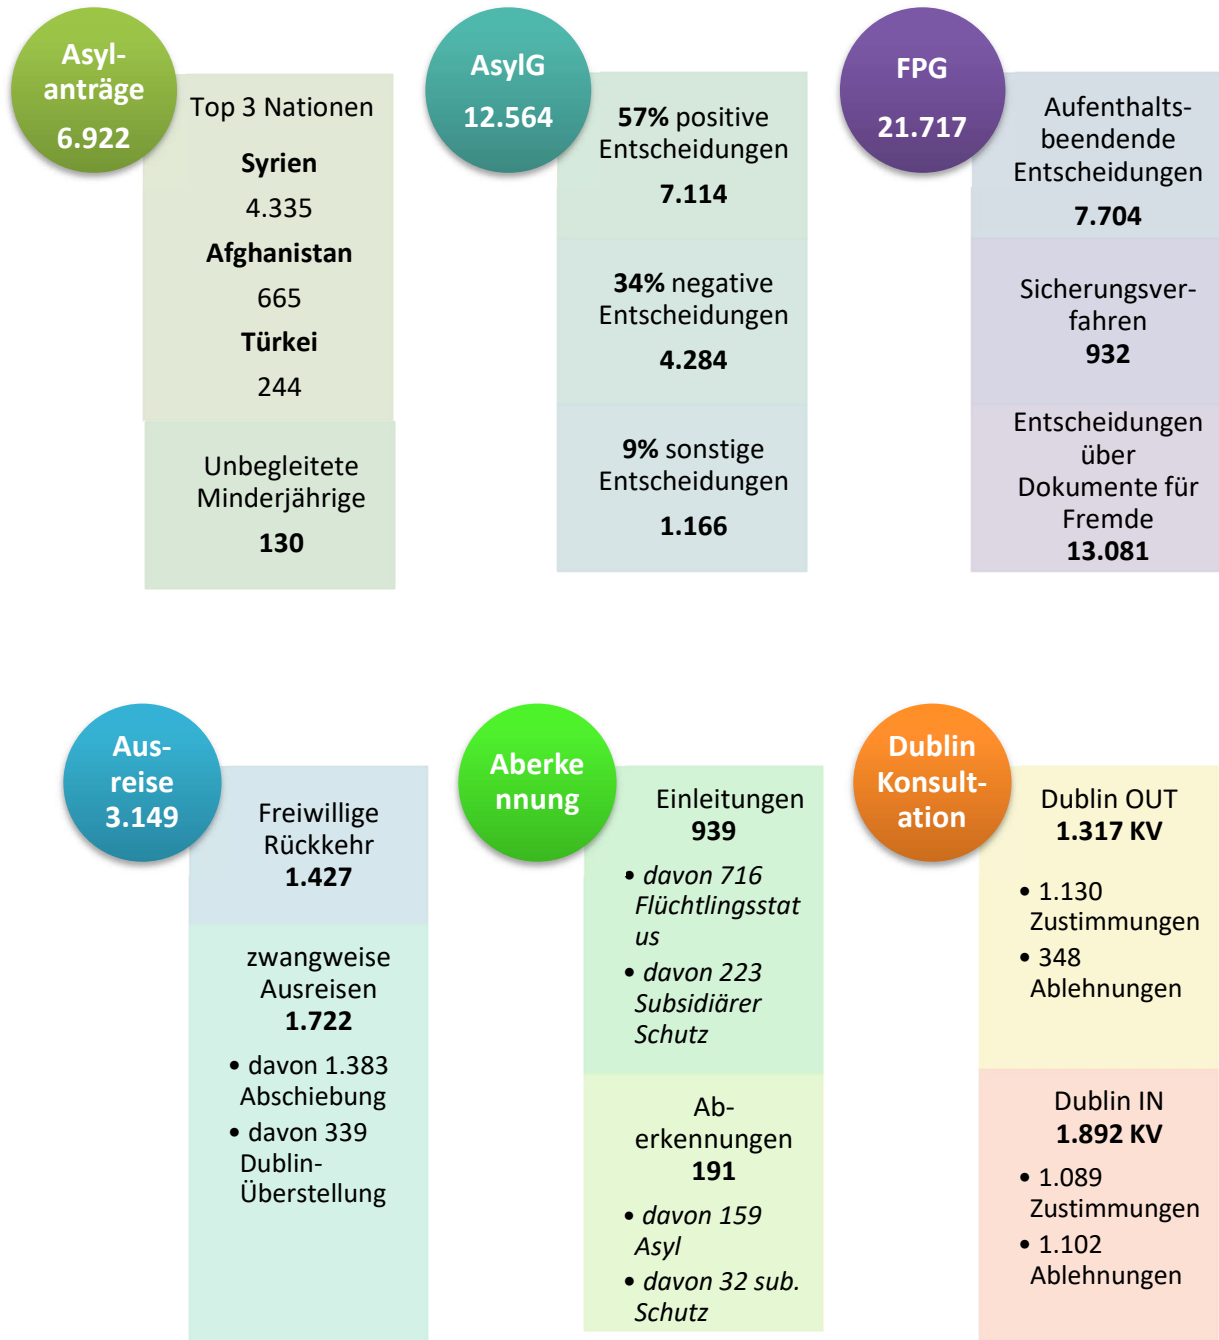 Asyl-
anträge
6.922
Top 3 Nationen
Syrien
4.335
Afghanistan
665
Türkei
244
Unbegleitete
Minderjährige
130
AsylG
12.564
57% positive
Entscheidungen
7.114
34% negative
Entscheidungen
4.284
9% sonstige
Entscheidungen
1.166
FPG
21.717
Aufenthalts-
beendende
Entscheidungen
7.704
Sicherungsver-
fahren
932
Entscheidungen
über
Dokumente für
Fremde
13.081
Aus-
reise
3.149
Freiwillige
Rückkehr
1.427
zwangweise
Ausreisen
1.722
• davon 1.383
Abschiebung
• davon 339
Dublin-
Überstellung
Aberke
nnung
Einleitungen
939
• davon 716
Flüchtlingsstat
us
• davon 223
Subsidiärer
Schutz
Ab-
erkennungen
191
• davon 159
Asyl
• davon 32 sub.
Schutz
Dublin
Konsult-
ation
Dublin OUT
1.317 KV
• 1.130
Zustimmungen
• 348
Ablehnungen
Dublin IN
1.892 KV
• 1.089
Zustimmungen
• 1.102
Ablehnungen